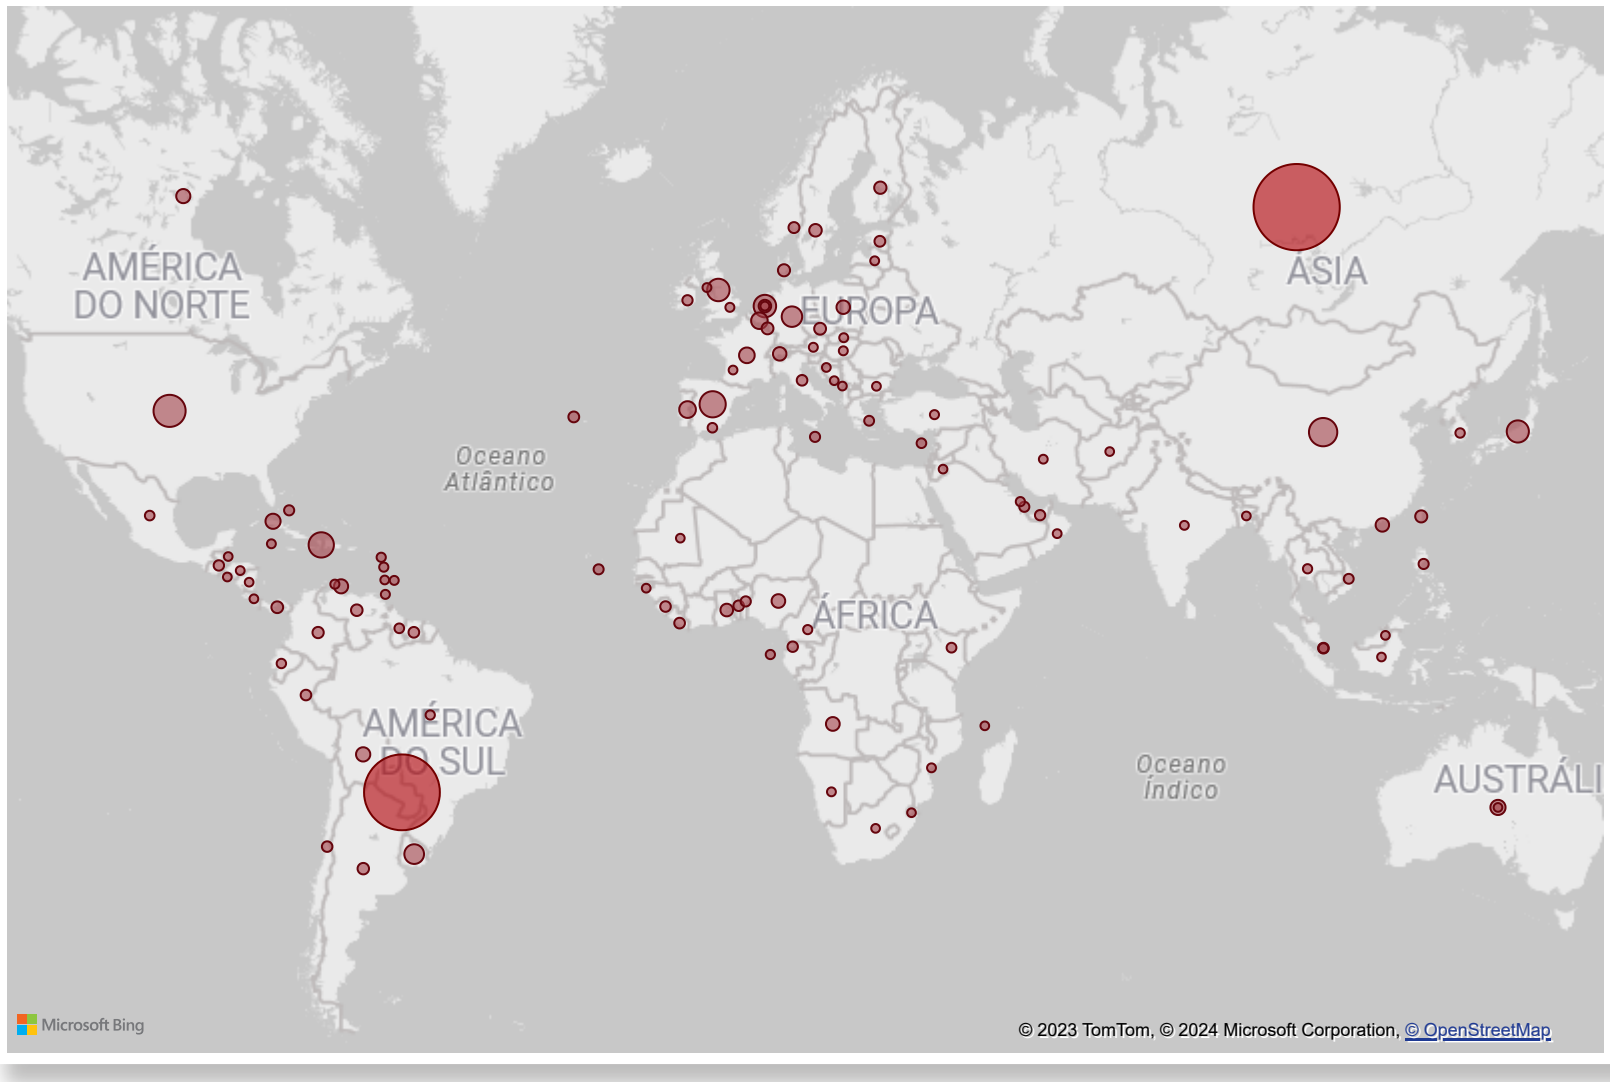 AMÉRICA
DO NORTE
EUROPA
ÁSIA
Oceano
Atlântico
ÁFRICA
AMÉRICA
DO SUL
Oceano
Índico
AUSTRÁLI
Microsoft Bing
© 2023 TomTom, © 2024 Microsoft Corporation, © OpenStreetMap